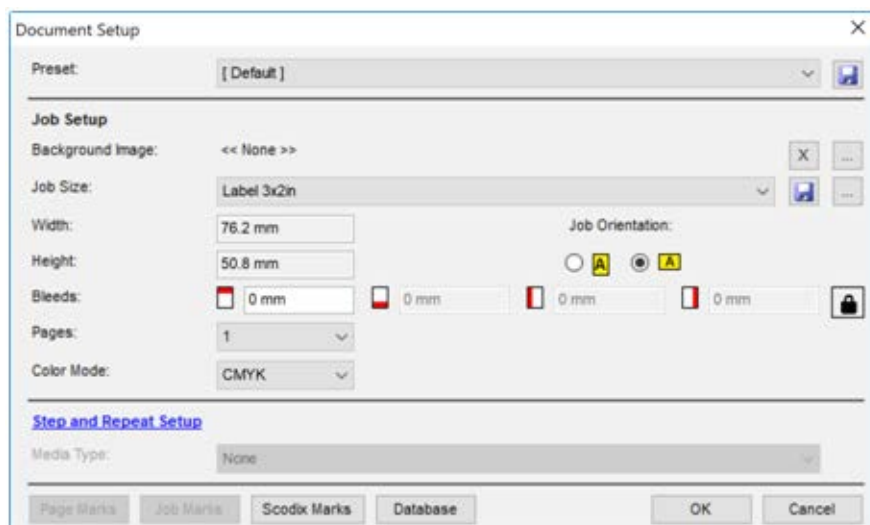 Document Setup
Preset: [ Default ]
Job Setup
Background Image: << None >> X ...
Job Size: Label 3x2in ...
Width: 76.2 mm Job Orientation:
Height: 50.8 mm A A
Bleeds: 0 mm 0 mm 0 mm 0 mm
Pages: 1
Color Mode: CMYK
Step and Repeat Setup
Media Type: None
Page Marks Job Marks Scodix Marks Database OK Cancel